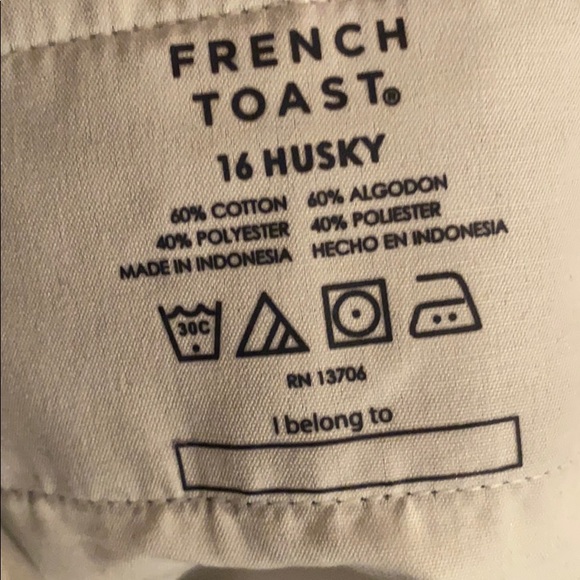 FRENCH
TOAST®
16 HUSKY
60% COTTON 60% ALGODON
40% POLYESTER 40% POLIESTER
MADE IN INDONESIA HECHO EN INDONESIA
30C
RN 13706
I belong to